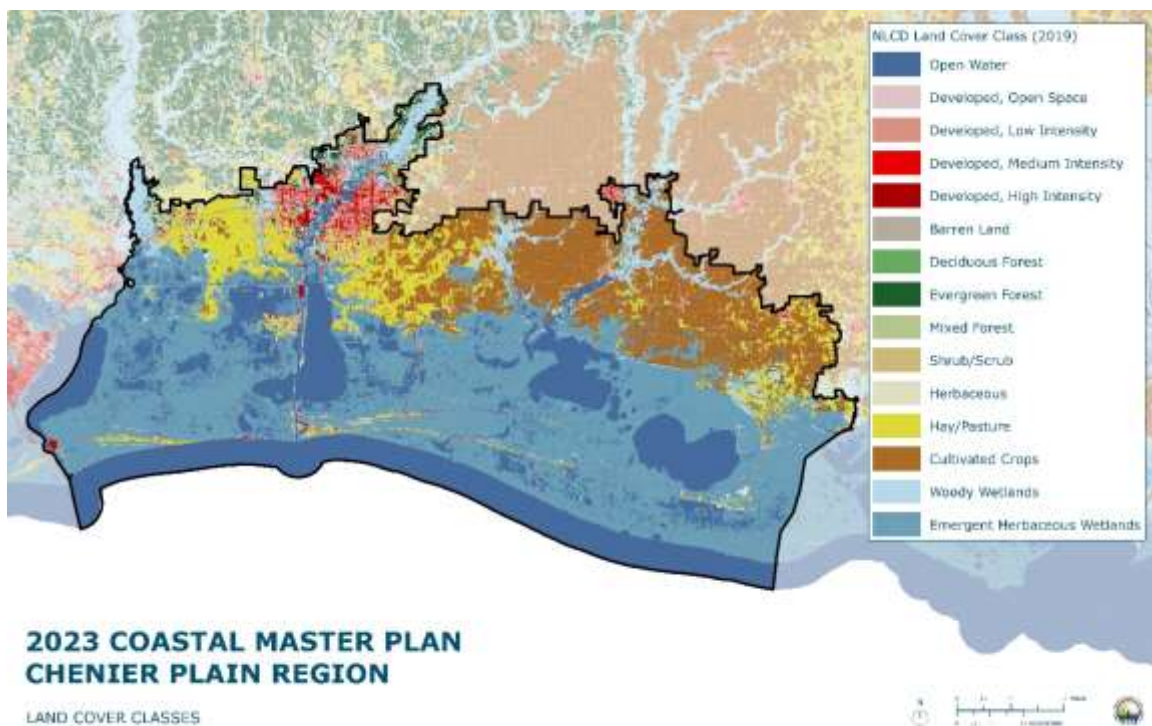 NLCD Land Cover Class (2019)
Open Water
Developed, Open Space
Developed, Low Intensity
Developed, Medium Intensity
Developed, High Intensity
Barren Land
Deciduous Forest
Evergreen Forest
Mixed Forest
Shrub/Scrub
Herbaceous
Hay/Pasture
Cultivated Crops
Woody Wetlands
Emergent Herbaceous Wetlands
2023 COASTAL MASTER PLAN
CHENIER PLAIN REGION
LAND COVER CLASSES
N